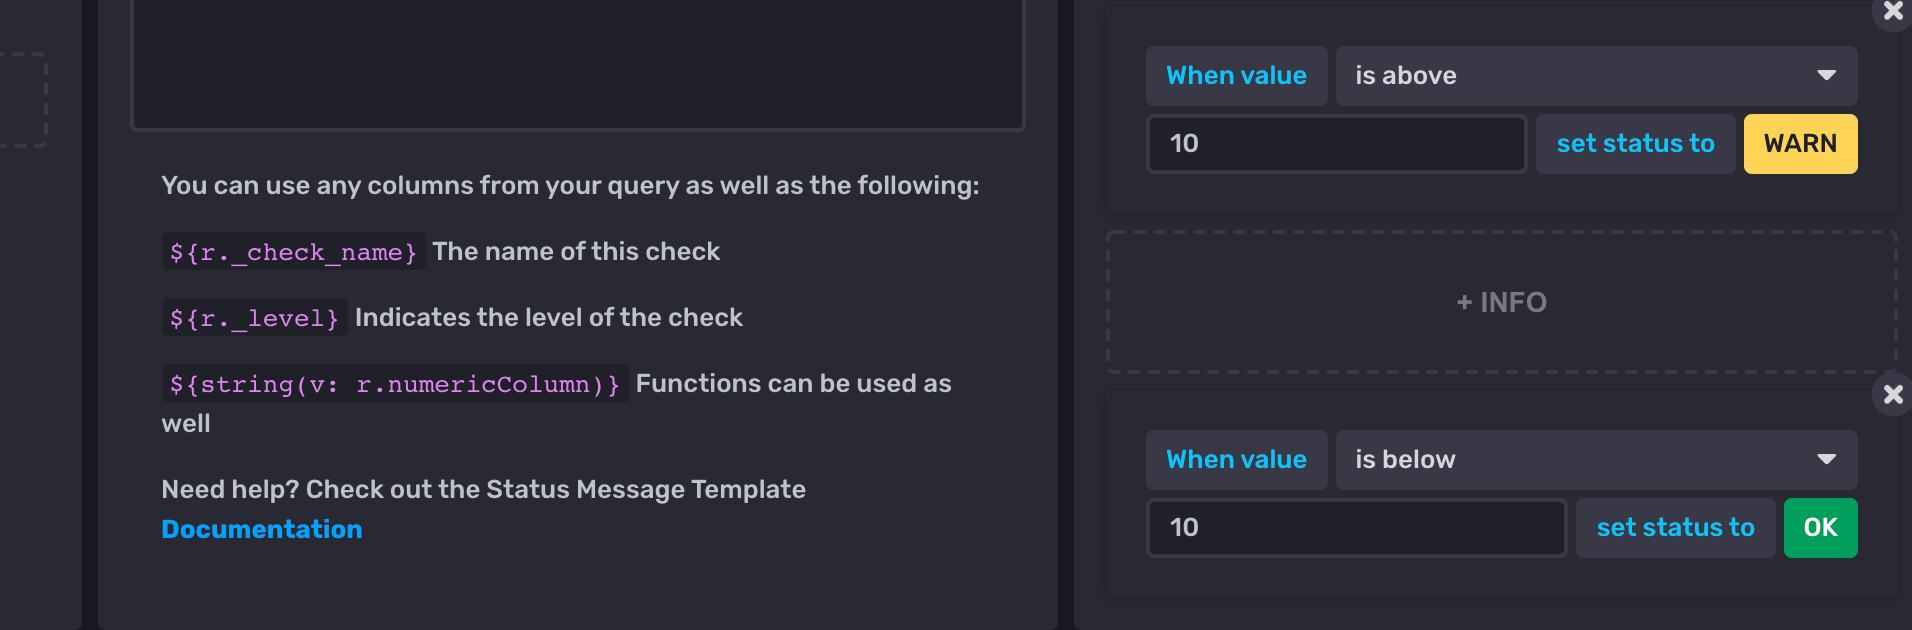 You can use any columns from your query as well as the following:
${r._check_name} The name of this check
${r._level} Indicates the level of the check
${string(v: r.numericColumn)} Functions can be used as
well
Need help? Check out the Status Message Template
Documentation
When value is above
10 set status to WARN
+ INFO
When value is below
10 set status to OK